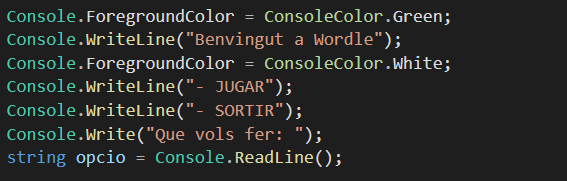 Console.ForegroundColor = ConsoleColor.Green;
Console.WriteLine("Benvingut a Wordle");
Console.ForegroundColor = ConsoleColor.White;
Console.WriteLine("- JUGAR");
Console.WriteLine("- SORTIR");
Console.Write("Que vols fer: ");
string opcio = Console.ReadLine();